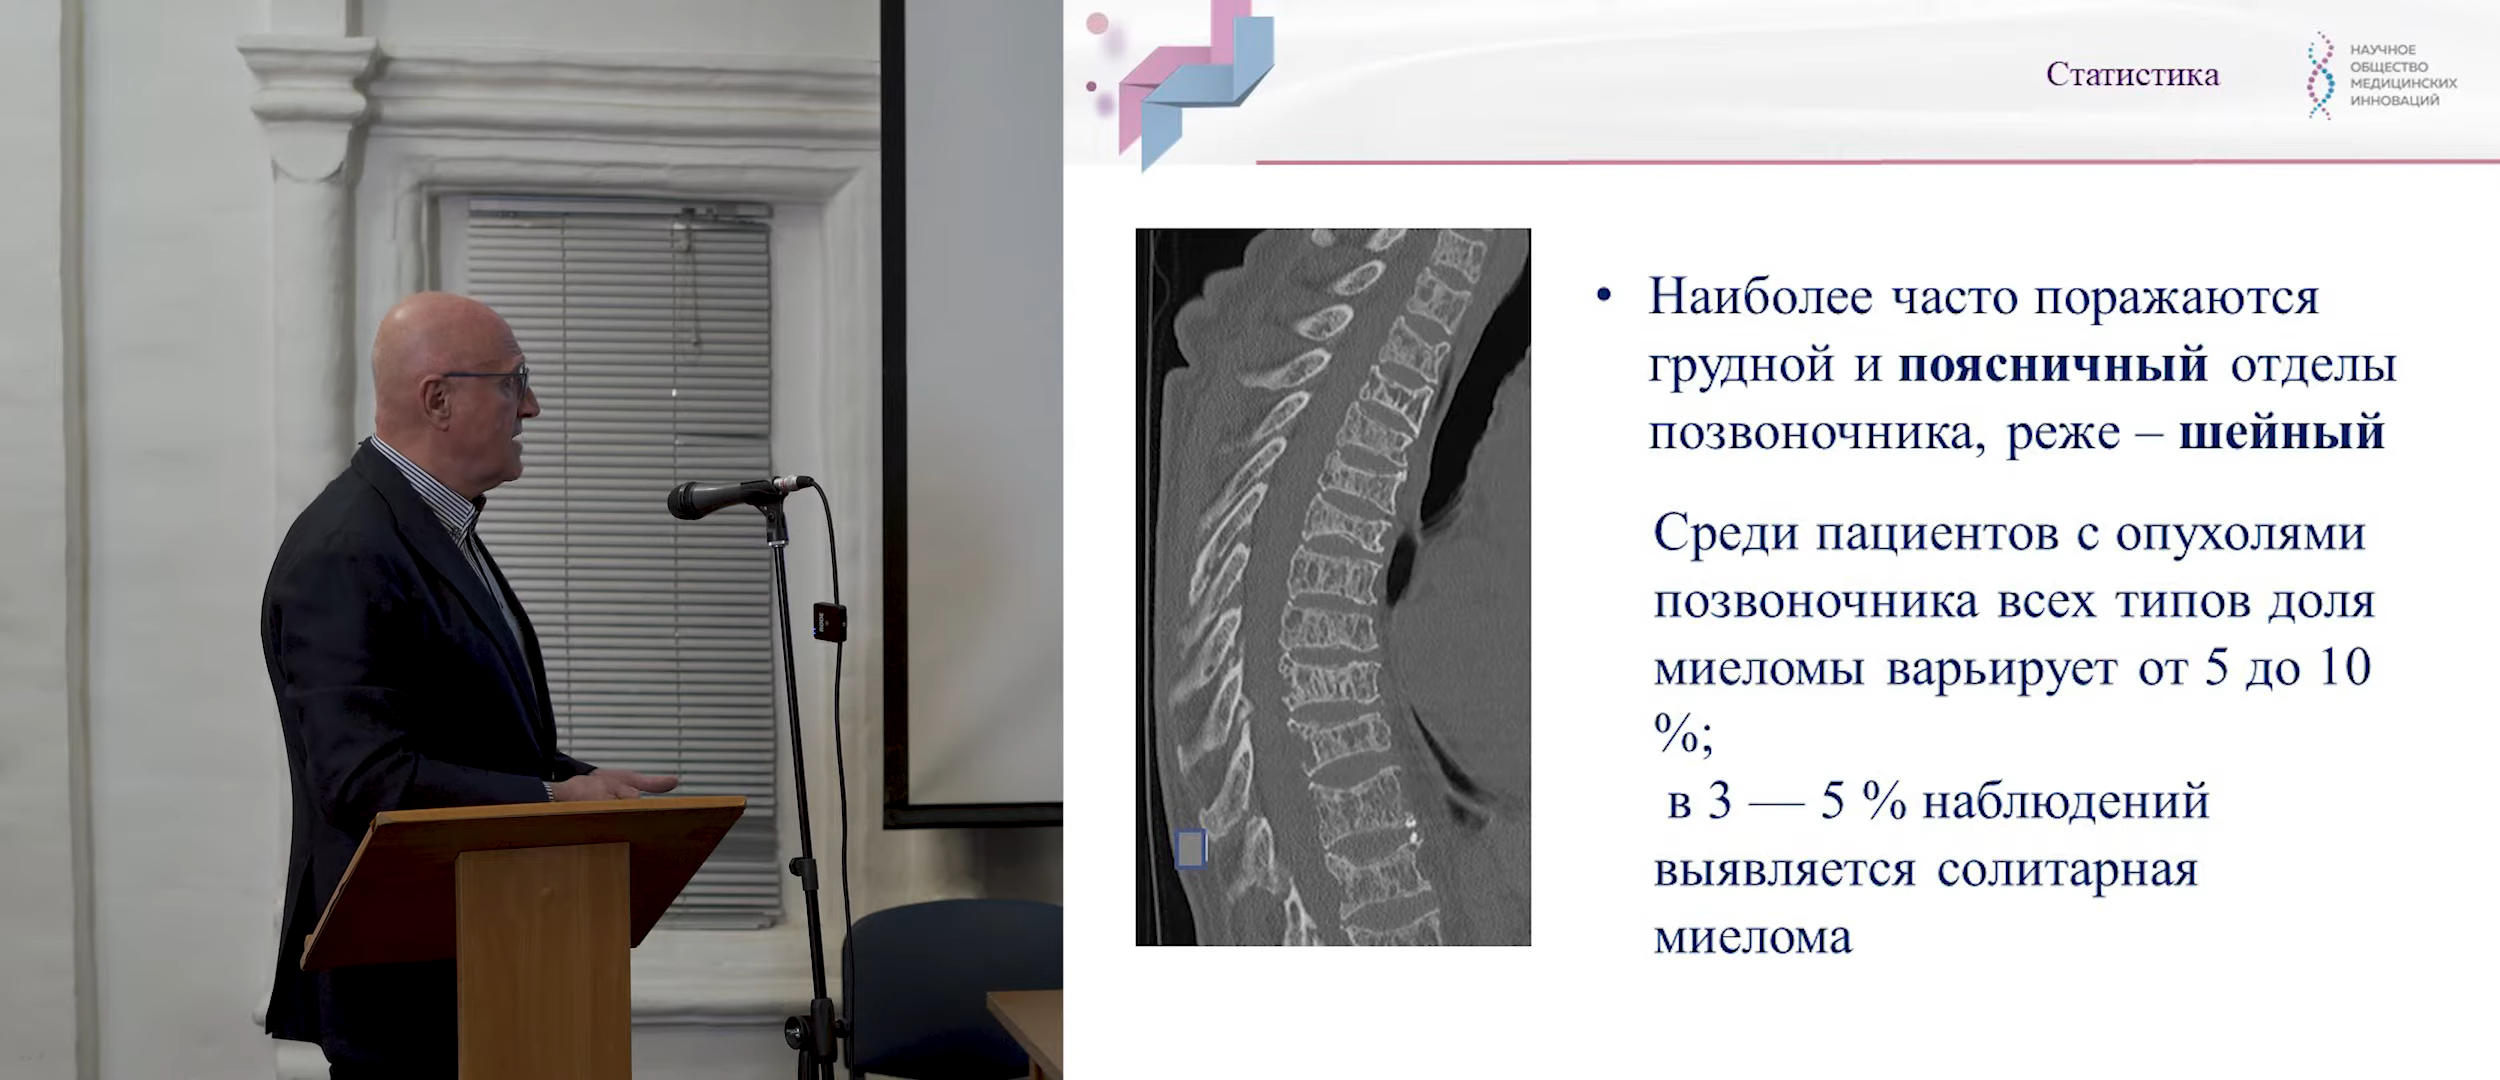 Статистика
НАУЧНОЕ
ОБЩЕСТВО
МЕДИЦИНСКИХ
ИННОВАЦИЙ
• Наиболее часто поражаются
грудной и поясничный отделы
позвоночника, реже – шейный
Среди пациентов с опухолями
позвоночника всех типов доля
миеломы варьирует от 5 до 10
%;
в 3 — 5 % наблюдений
выявляется солитарная
миелома
RODE